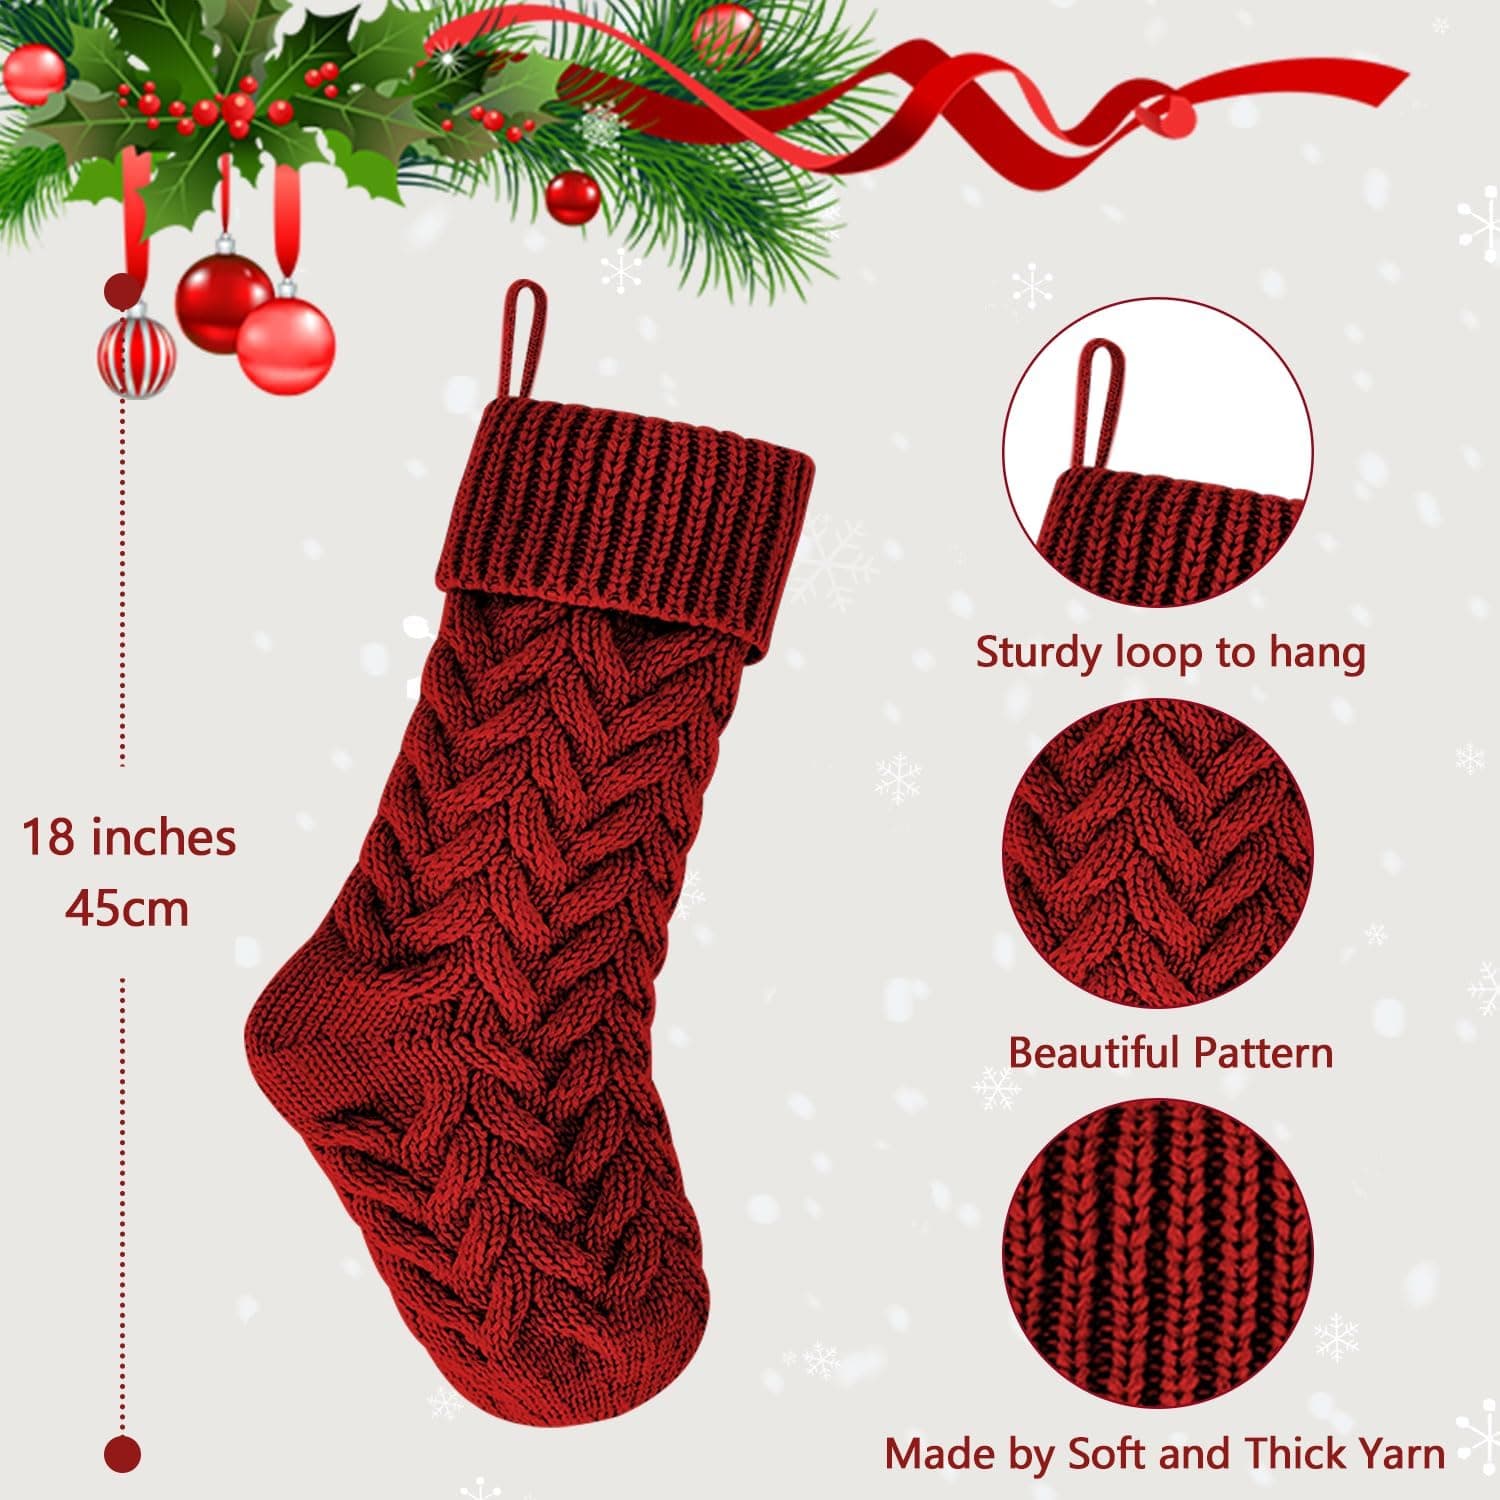 18 inches
45cm
Sturdy loop to hang
Beautiful Pattern
Made by Soft and Thick Yarn